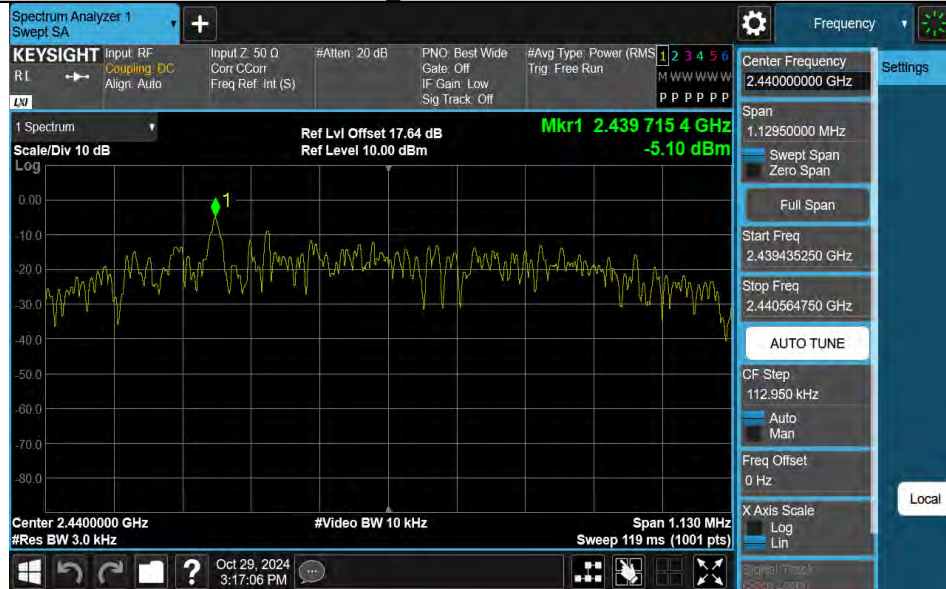 Spectrum Analyzer 1
Swept SA
Frequency
KEYSIGHT
RL
LXI
Input: RF
Coupling: DC
Align: Auto
Input Z: 50 Ω
Corr CCorr
Freq Ref: Int (S)
#Atten: 20 dB
PNO: Best Wide
Gate: Off
IF Gain: Low
Sig Track: Off
#Avg Type: Power (RMS
Trig: Free Run
1 2 3 4 5 6
M W W W W W
P P P P P P
1 Spectrum
Scale/Div 10 dB
Log
Ref Lvl Offset 17.64 dB
Ref Level 10.00 dBm
Mkr1 2.439 715 4 GHz
-5.10 dBm
1
0.00
-10.0
-20.0
-30.0
-40.0
-50.0
-60.0
-70.0
-80.0
Center 2.4400000 GHz
#Res BW 3.0 kHz
#Video BW 10 kHz
Span 1.130 MHz
Sweep 119 ms (1001 pts)
Oct 29, 2024
3:17:06 PM
Center Frequency
2.440000000 GHz
Span
1.12950000 MHz
Swept Span
Zero Span
Full Span
Start Freq
2.439435250 GHz
Stop Freq
2.440564750 GHz
AUTO TUNE
CF Step
112.950 kHz
Auto
Man
Freq Offset
0 Hz
X Axis Scale
Log
Lin
Signal Track
(Span Zoom)
Settings
Local